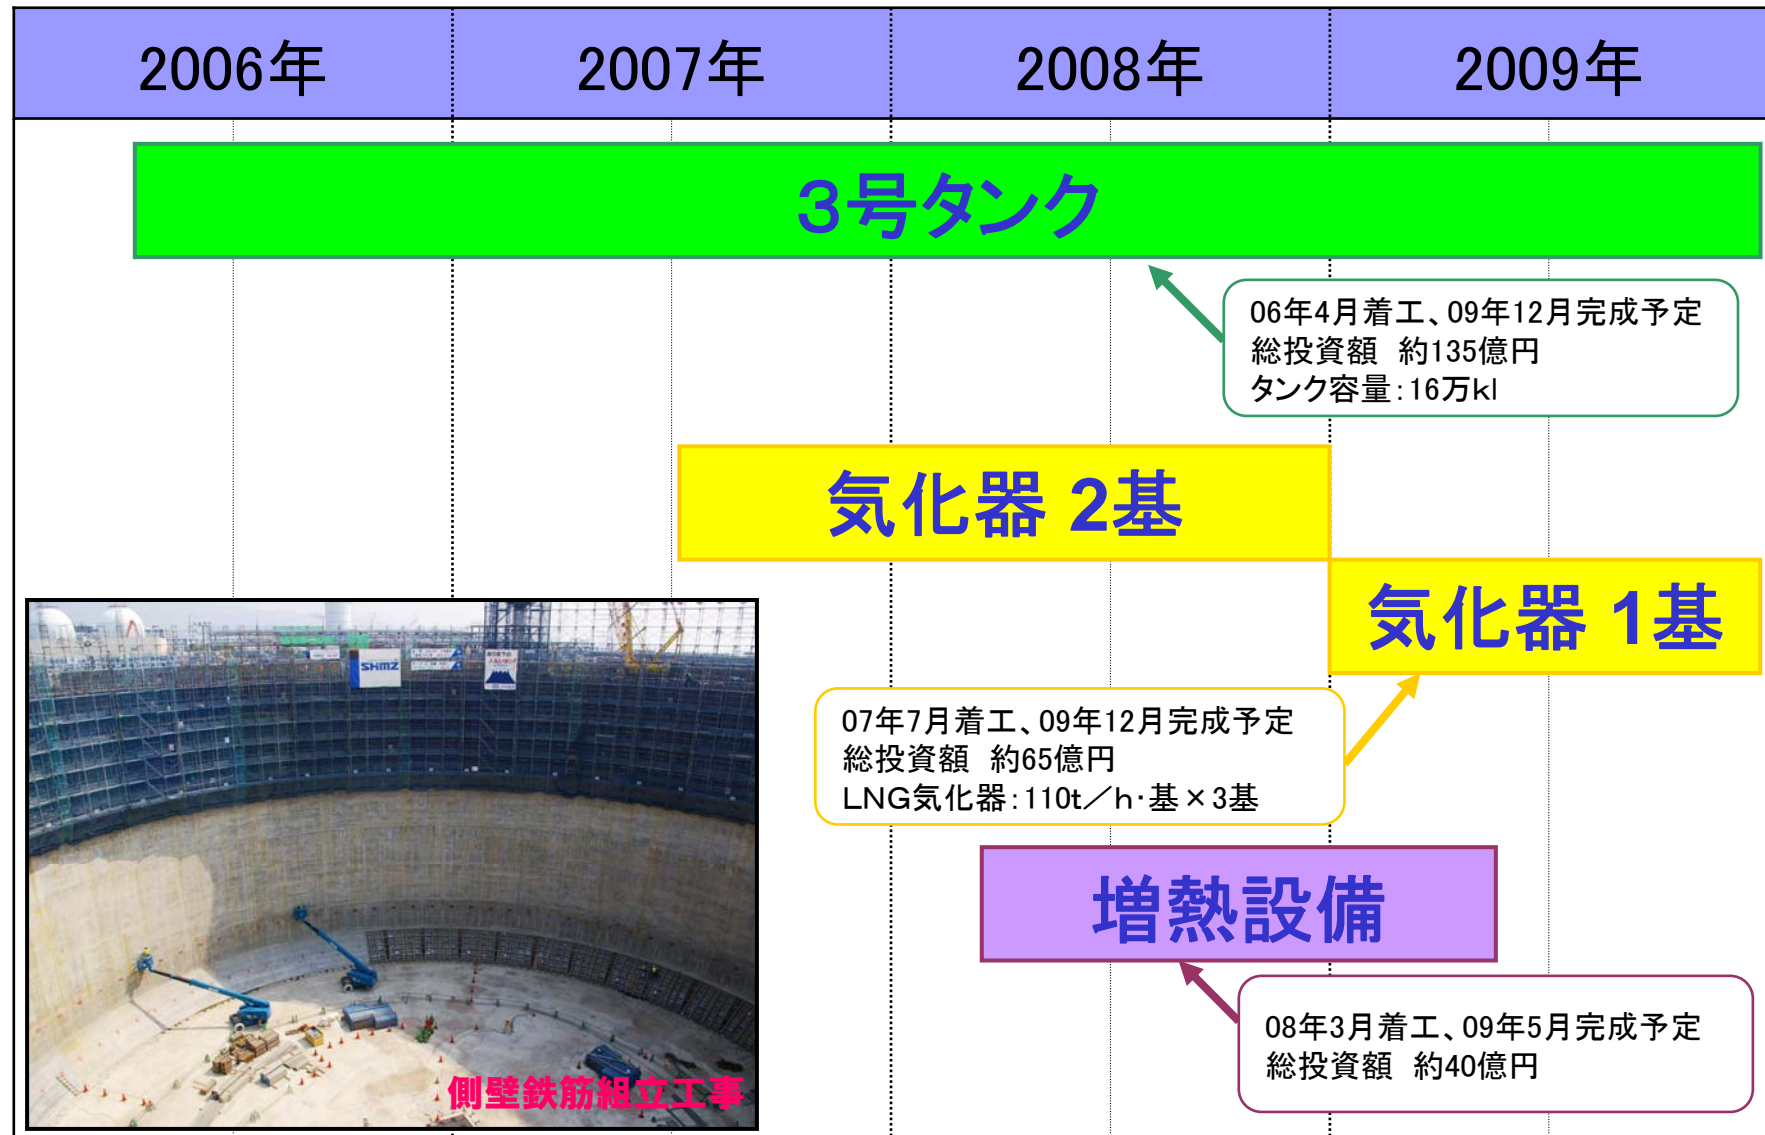 2006年 2007年 2008年 2009年
3号タンク
06年4月着工、09年12月完成予定
総投資額 約135億円
タンク容量:16万kl
気化器 2基
気化器 1基
07年7月着工、09年12月完成予定
総投資額 約65億円
LNG気化器:110t/h・基×3基
増熱設備
08年3月着工、09年5月完成予定
総投資額 約40億円
SHMZ
側壁鉄筋組立工事